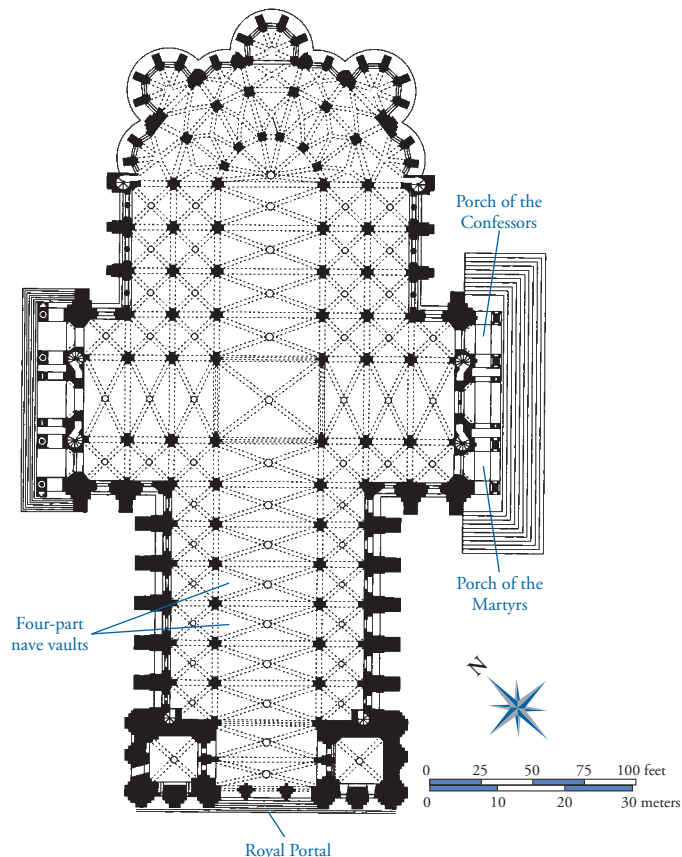 Porch of the
Confessors
Porch of the
Martyrs
Four-part
nave vaults
N
0 25 50 75 100 feet
0 10 20 30 meters
Royal Portal